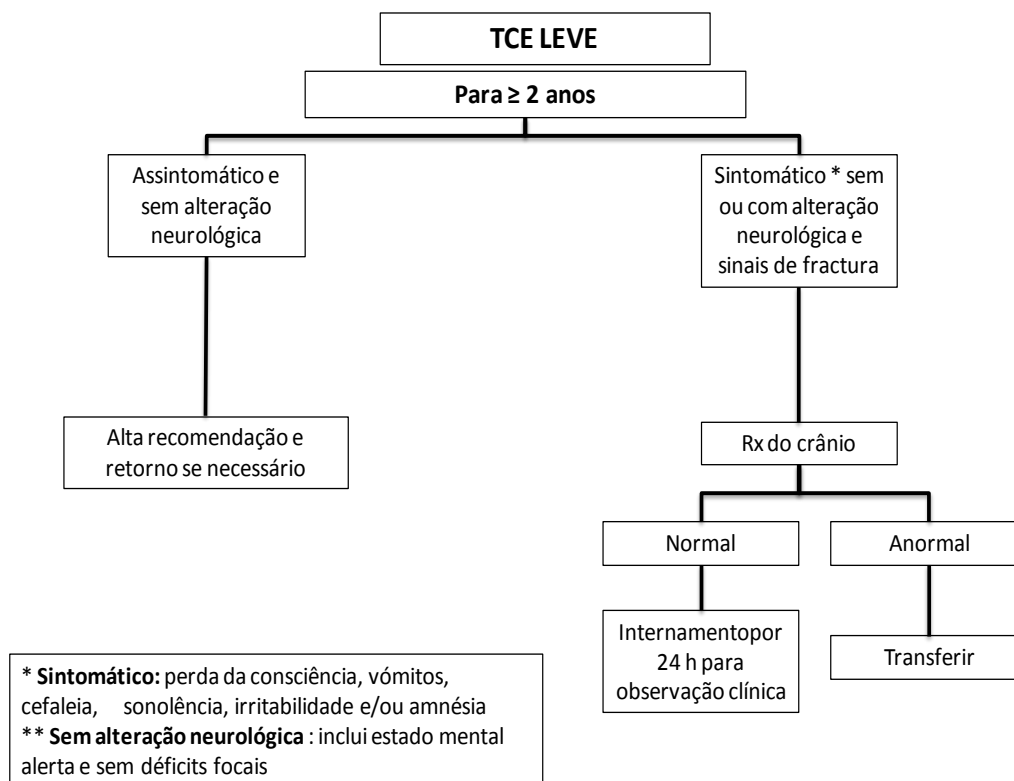 TCE LEVE
Para ≥ 2 anos
Assintomático e
sem alteração
neurológica
Sintomático * sem
ou com alteração
neurológica e
sinais de fractura
Alta recomendação e
retorno se necessário
Rx do crânio
Normal
Anormal
Internamentopor
24 h para
observação clínica
Transferir
* Sintomático: perda da consciência, vómitos,
cefaleia, sonolência, irritabilidade e/ou amnésia
** Sem alteração neurológica : inclui estado mental
alerta e sem déficits focais